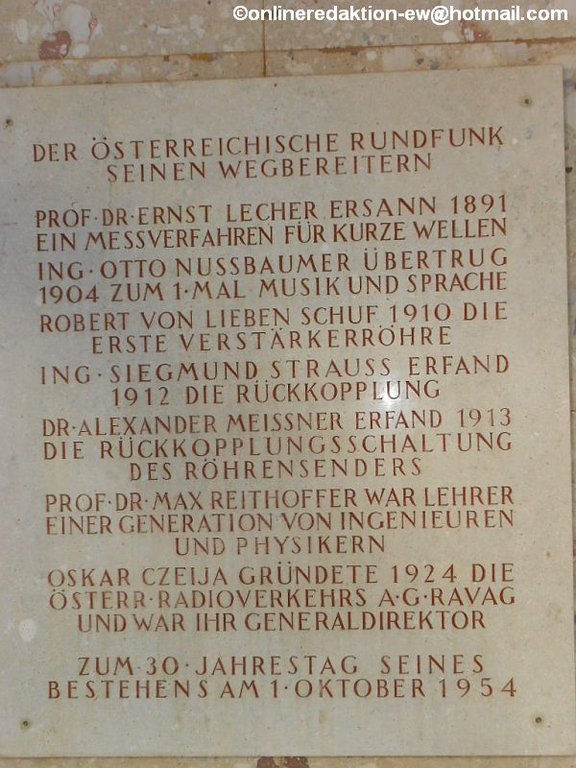 ©onlineredaktion-ew@hotmail.com
DER ÖSTERREICHISCHE RUNDFUNK
SEINEN WEGBEREITERN
PROF·DR·ERNST LECHER ERSANN 1891
EIN MESSVERFAHREN FÜR KURZE WELLEN
ING·OTTO NUSSBAUMER ÜBERTRUG
1904 ZUM 1·MAL MUSIK UND SPRACHE
ROBERT VON LIEBEN SCHUF 1910 DIE
ERSTE VERSTÄRKERRÖHRE
ING·SIEGMUND STRAUSS ERFAND
1912 DIE RÜCKKOPPLUNG
DR·ALEXANDER MEISSNER ERFAND 1913
DIE RÜCKKOPPLUNGSSCHALTUNG
DES RÖHRENSENDERS
PROF·DR·MAX REITHOFFER WAR LEHRER
EINER GENERATION VON INGENIEUREN
UND PHYSIKERN
OSKAR CZEIJA GRÜNDETE 1924 DIE
ÖSTERR·RADIOVERKEHRS A·G·RAVAG
UND WAR IHR GENERALDIREKTOR
ZUM·30·JAHRESTAG SEINES
BESTEHENS AM 1·OKTOBER 1954